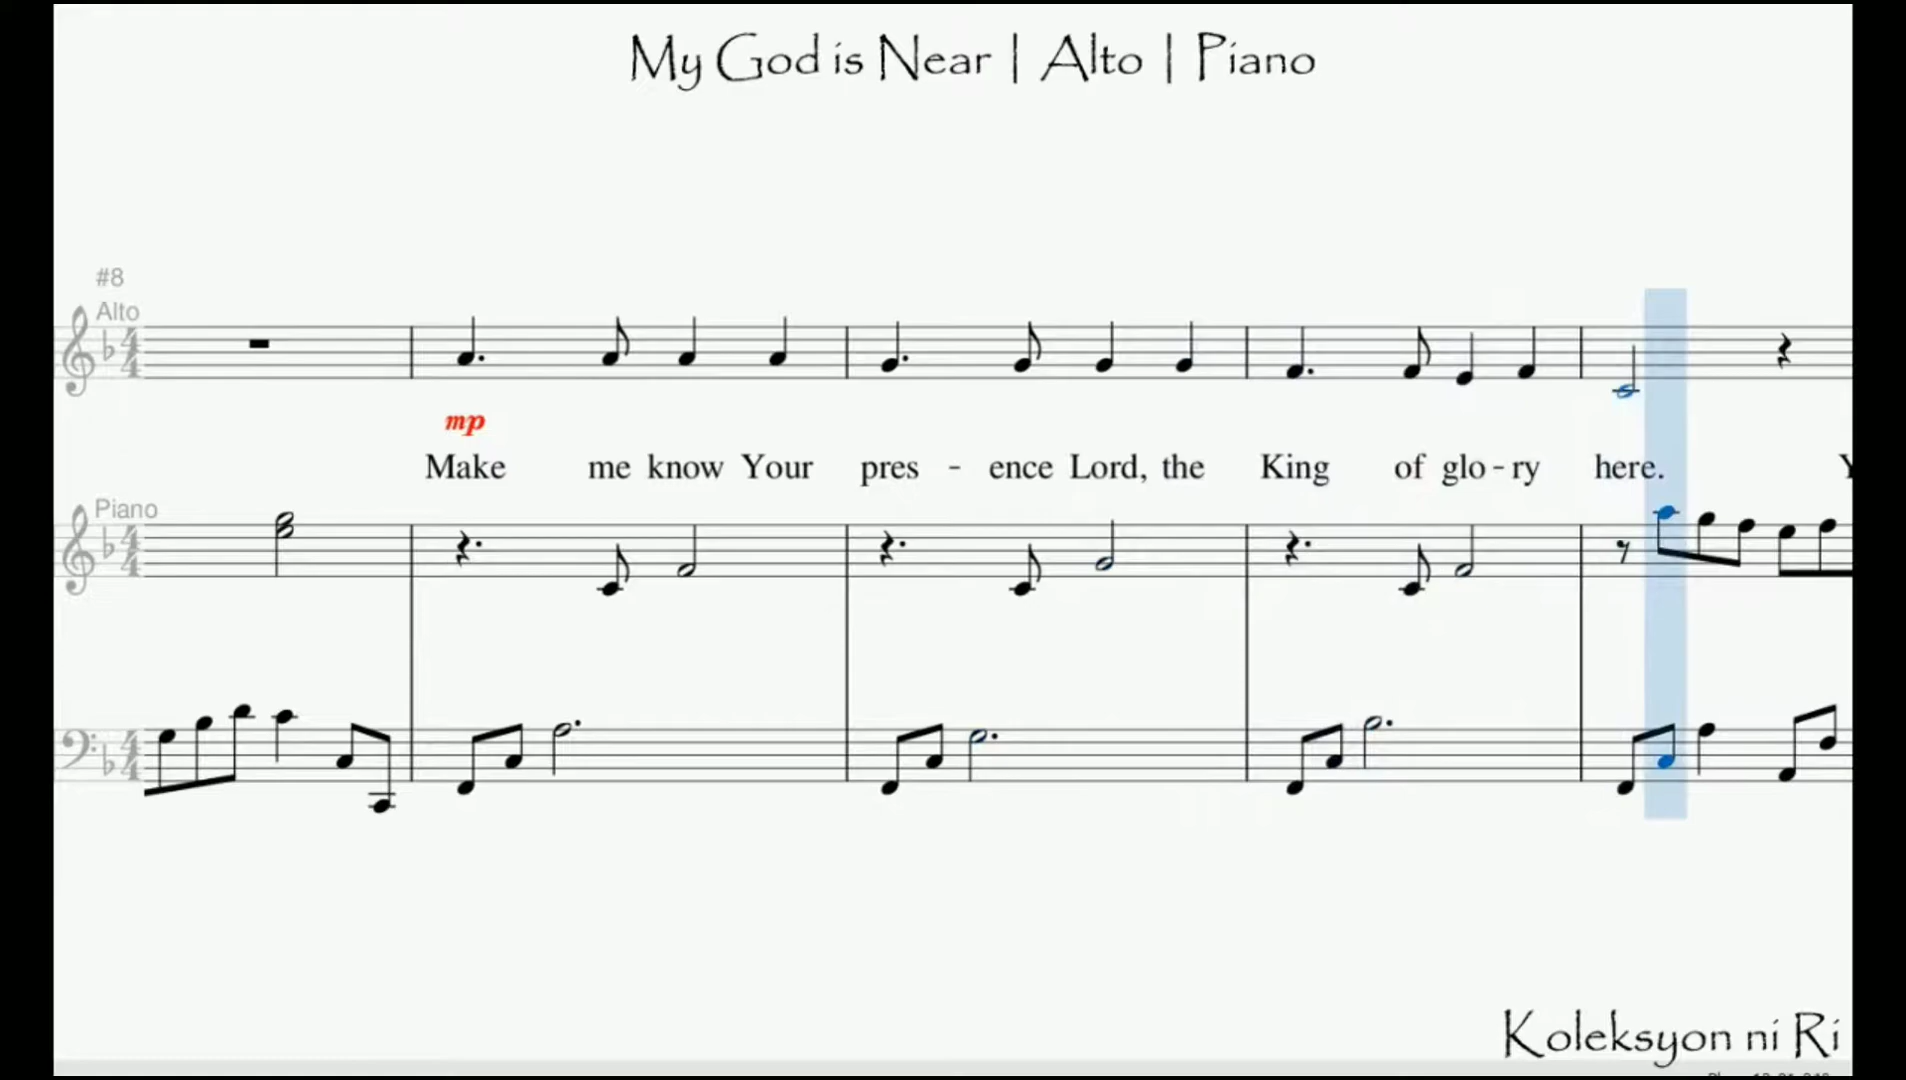 My God is Near | Alto | Piano
#8
Alto
mp
Make me know Your pres - ence Lord, the King of glo - ry here.
Piano
Koleksyon ni Ri